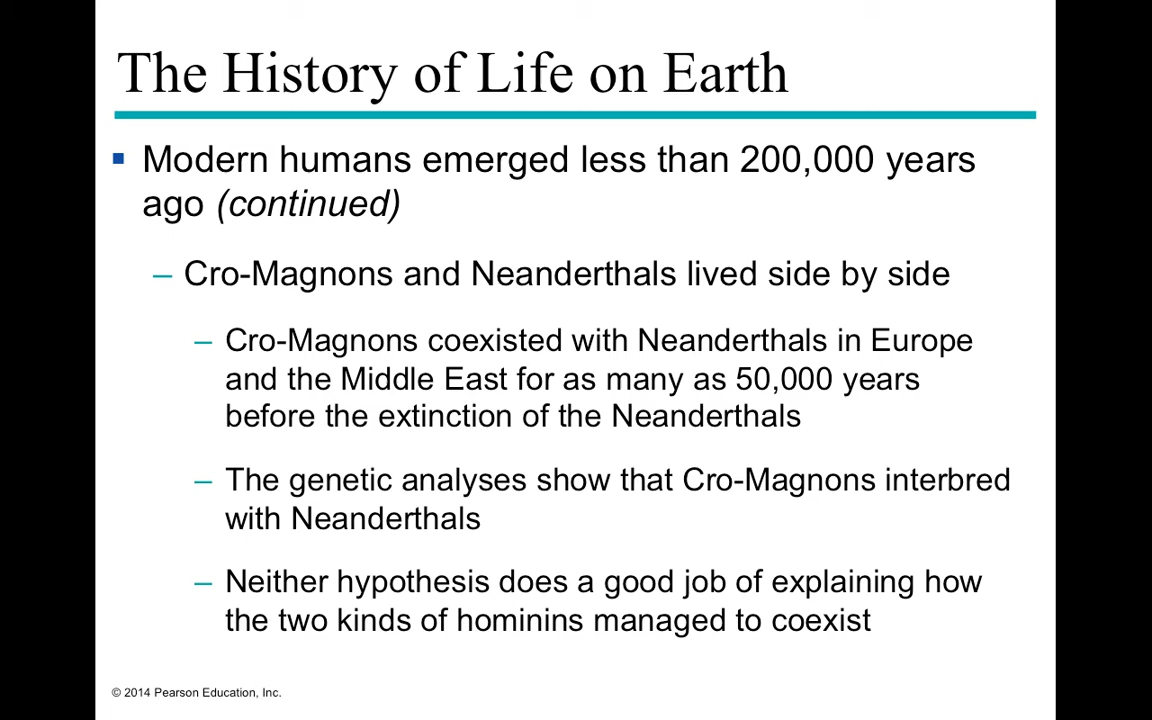 The History of Life on Earth
▪ Modern humans emerged less than 200,000 years
ago (continued)
– Cro-Magnons and Neanderthals lived side by side
– Cro-Magnons coexisted with Neanderthals in Europe
and the Middle East for as many as 50,000 years
before the extinction of the Neanderthals
– The genetic analyses show that Cro-Magnons interbred
with Neanderthals
– Neither hypothesis does a good job of explaining how
the two kinds of hominins managed to coexist
© 2014 Pearson Education, Inc.